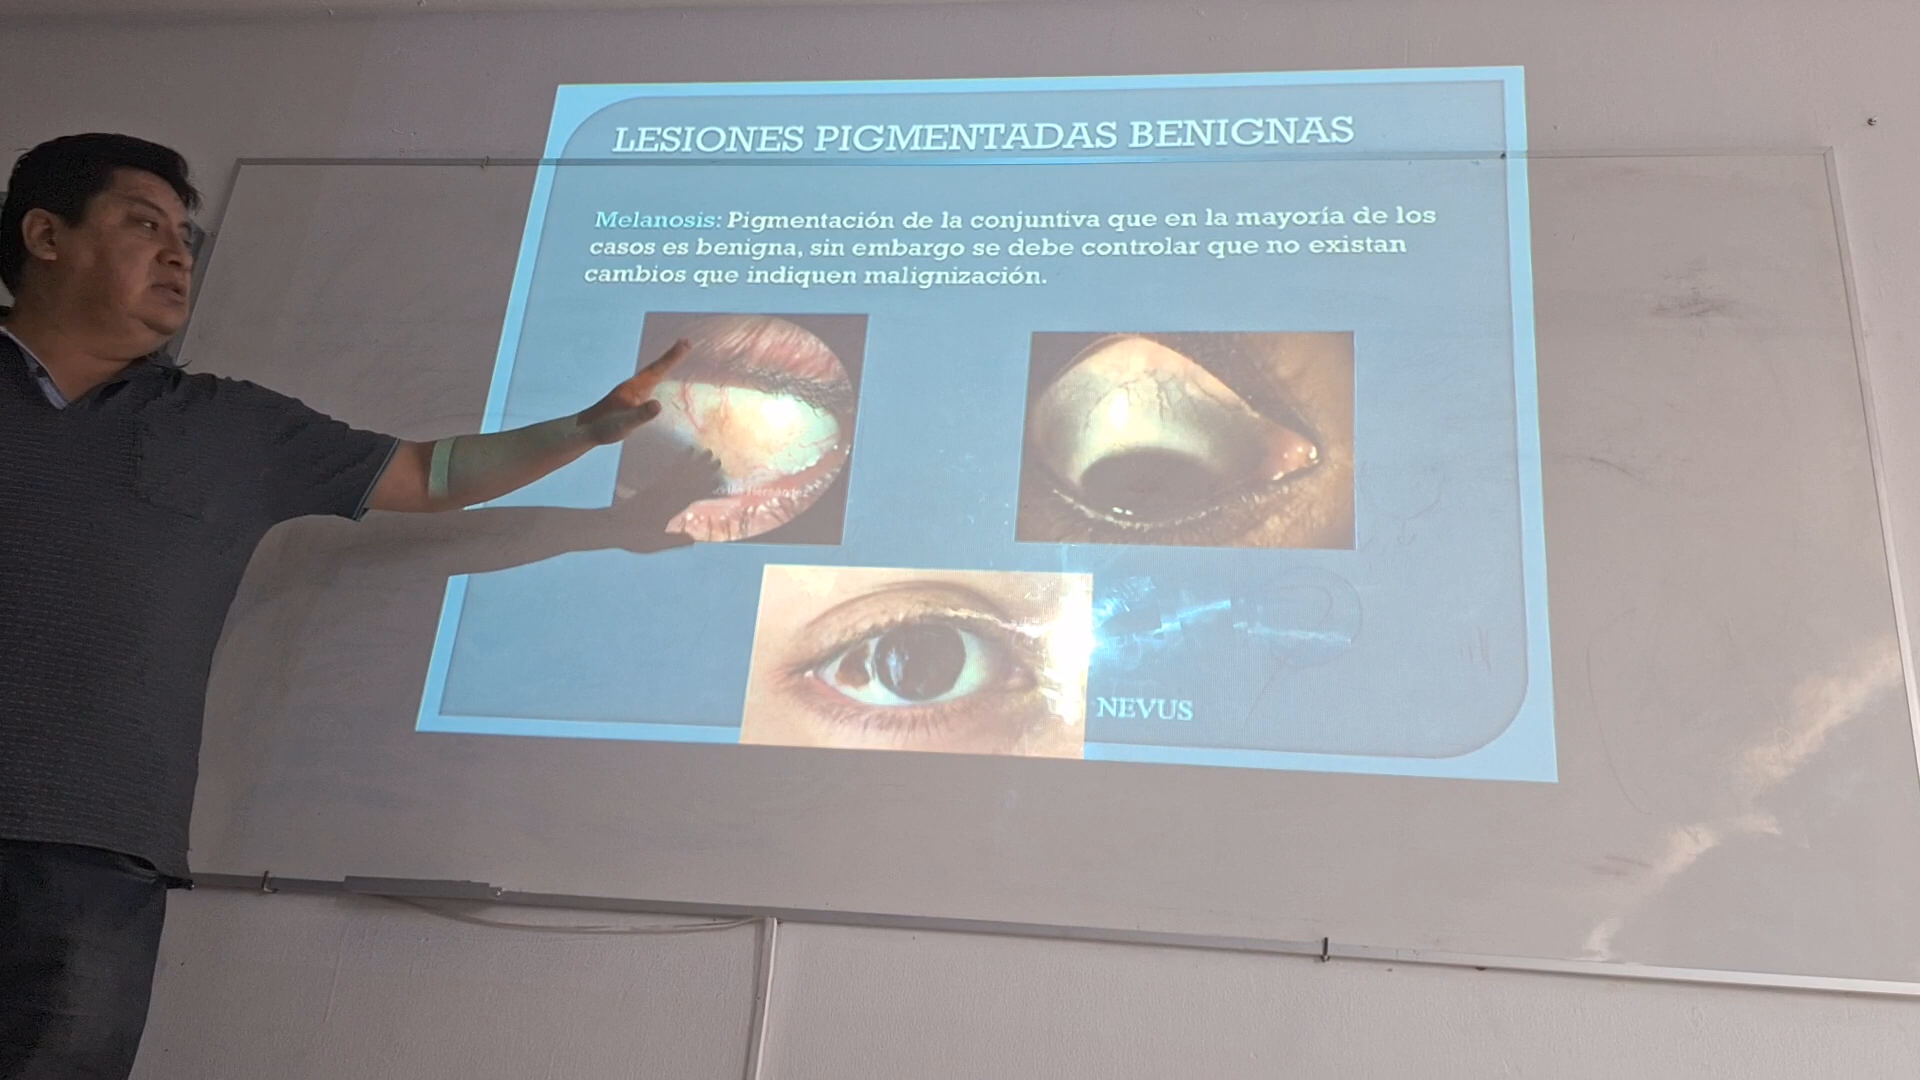 LESIONES PIGMENTADAS BENIGNAS
Melanosis: Pigmentación de la conjuntiva que en la mayoría de los
casos es benigna, sin embargo se debe controlar que no existan
cambios que indiquen malignización.
Hernández
NEVUS